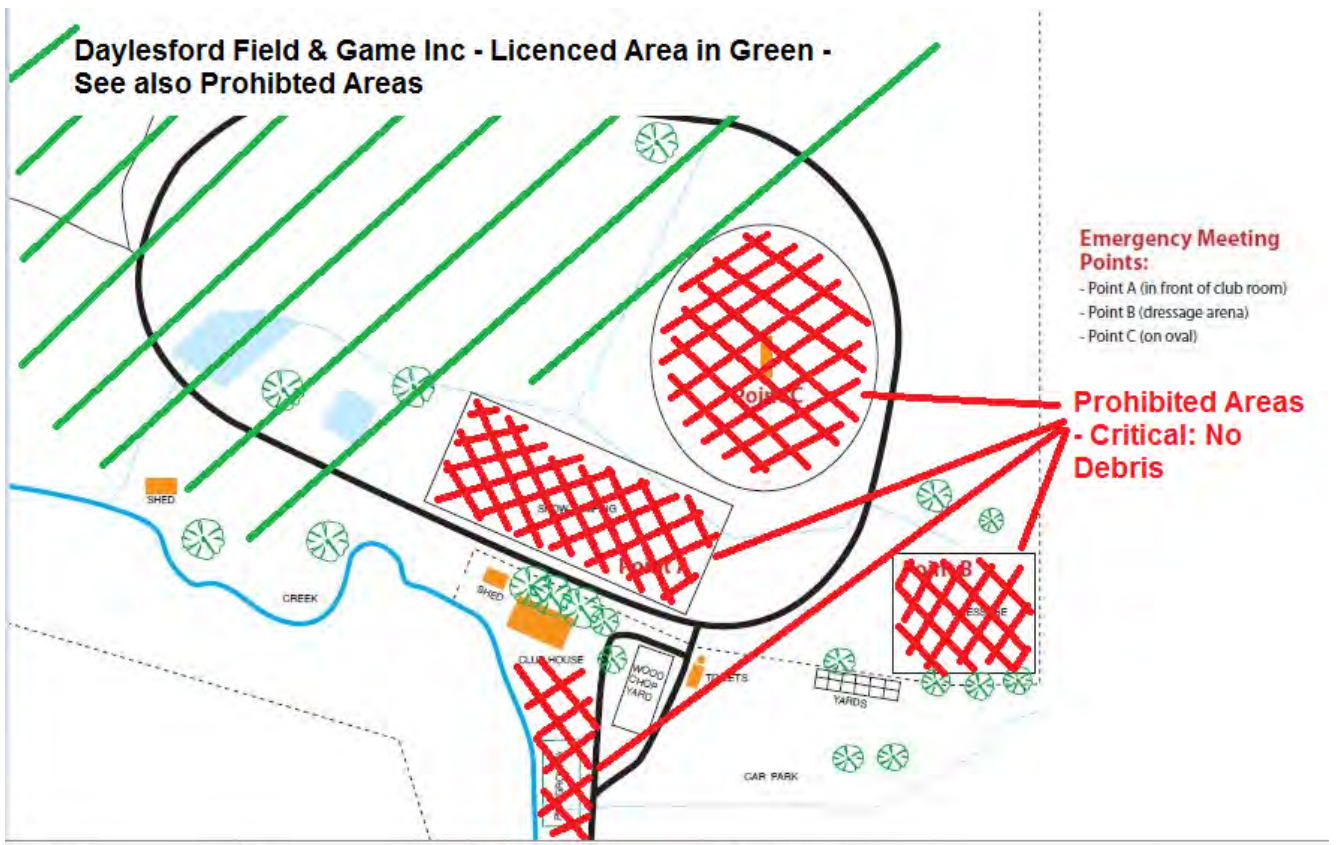 Daylesford Field & Game Inc - Licenced Area in Green -
See also Prohibted Areas
Emergency Meeting
Points:
- Point A (in front of club room)
- Point B (dressage arena)
- Point C (on oval)
Prohibited Areas
- Critical: No
Debris
SHED
CREEK
SHED
CLUB HOUSE
WOOD
CHOP
YARD
TOILETS
YARDS
CAR PARK
Point C
Point A
Point B